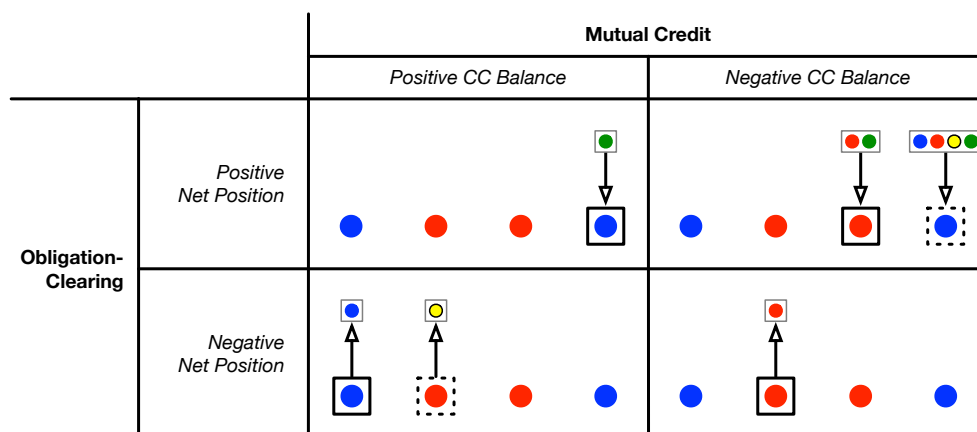 Mutual Credit
Positive CC Balance
Negative CC Balance
Positive
Net Position
Obligation-
Clearing
Negative
Net Position